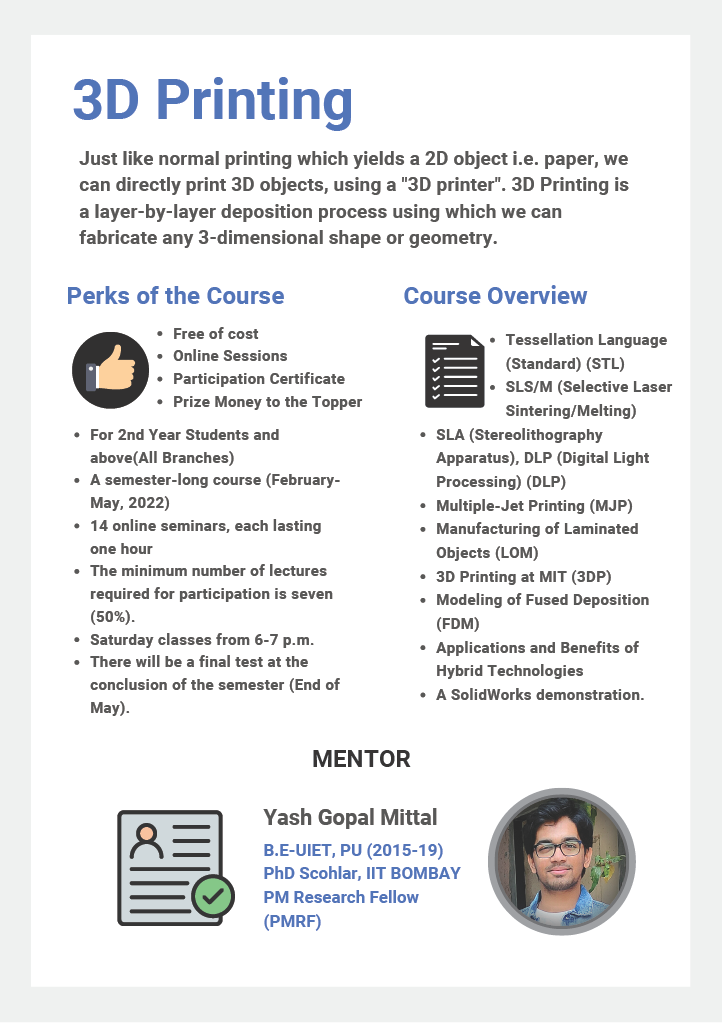 3D Printing
Just like normal printing which yields a 2D object i.e. paper, we
can directly print 3D objects, using a "3D printer". 3D Printing is
a layer-by-layer deposition process using which we can
fabricate any 3-dimensional shape or geometry.
Perks of the Course
• Free of cost
• Online Sessions
• Participation Certificate
• Prize Money to the Topper
• For 2nd Year Students and
above(All Branches)
• A semester-long course (February-
May, 2022)
• 14 online seminars, each lasting
one hour
• The minimum number of lectures
required for participation is seven
(50%).
• Saturday classes from 6-7 p.m.
• There will be a final test at the
conclusion of the semester (End of
May).
Course Overview
• Tessellation Language
(Standard) (STL)
• SLS/M (Selective Laser
Sintering/Melting)
• SLA (Stereolithography
Apparatus), DLP (Digital Light
Processing) (DLP)
• Multiple-Jet Printing (MJP)
• Manufacturing of Laminated
Objects (LOM)
• 3D Printing at MIT (3DP)
• Modeling of Fused Deposition
(FDM)
• Applications and Benefits of
Hybrid Technologies
• A SolidWorks demonstration.
MENTOR
Yash Gopal Mittal
B.E-UIET, PU (2015-19)
PhD Scohlar, IIT BOMBAY
PM Research Fellow
(PMRF)